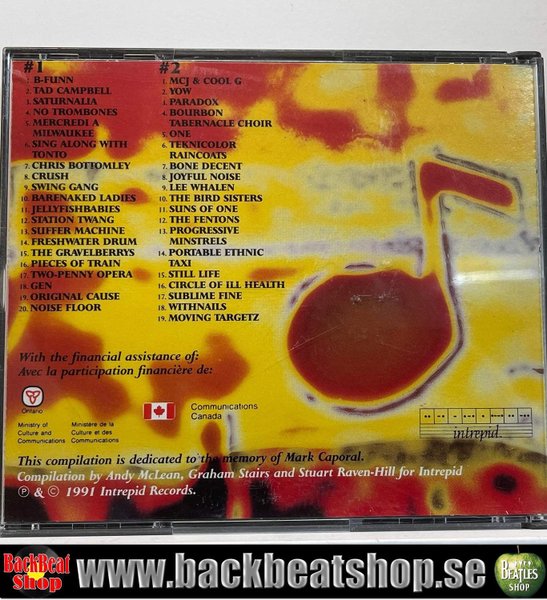 #1
1. B-FUNN
2. TAD CAMPBELL
3. SATURNALIA
4. NO TROMBONES
5. MERCREDI A
MILWAUKEE
6. SING ALONG WITH
TONTO
7. CHRIS BOTTOMLEY
8. CRUSH
9. SWING GANG
10. BARENAKED LADIES
11. JELLYFISHBABIES
12. STATION TWANG
13. SUFFER MACHINE
14. FRESHWATER DRUM
15. THE GRAVELBERRYS
16. PIECES OF TRAIN
17. TWO-PENNY OPERA
18. GEN
19. ORIGINAL CAUSE
20. NOISE FLOOR
#2
1. MCJ & COOL G
2. YOW
3. PARADOX
4. BOURBON
TABERNACLE CHOIR
5. ONE
6. TEKNICOLOR
RAINCOATS
7. BONE DECENT
8. JOYFUL NOISE
9. LEE WHALEN
10. THE BIRD SISTERS
11. SUNS OF ONE
12. THE FENTONS
13. PROGRESSIVE
MINSTRELS
14. PORTABLE ETHNIC
TAXI
15. STILL LIFE
16. CIRCLE OF ILL HEALTH
17. SUBLIME FINE
18. WITHNAILS
19. MOVING TARGETZ
With the financial assistance of:
Avec la participation financière de:
Ontario
Ministry of
Culture and
Communications
Ministère de la
Culture et des
Communications
Communications
Canada
intrepid.
This compilation is dedicated to the memory of Mark Caporal.
Compilation by Andy McLean, Graham Stairs and Stuart Raven-Hill for Intrepid
℗ & © 1991 Intrepid Records.
BackBeat
Shop
www.backbeatshop.se
BEATLES
SHOP